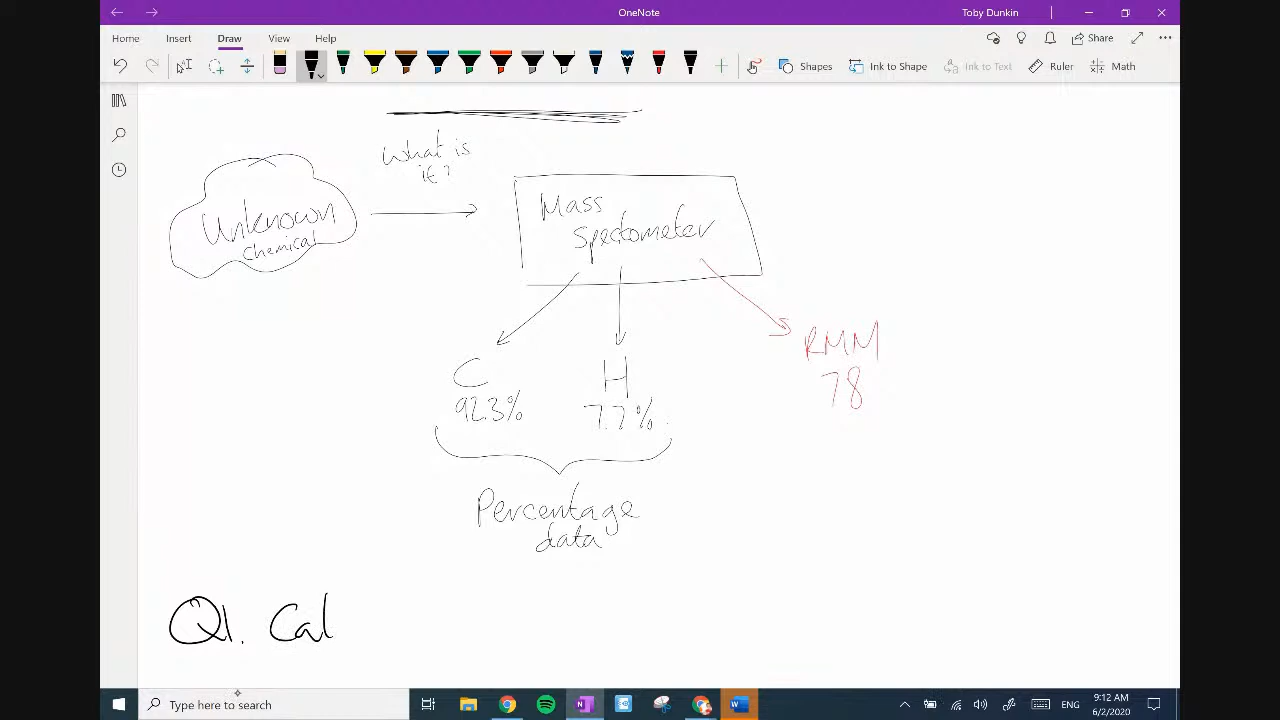 OneNote
Toby Dunkin
Home Insert Draw View Help
Share
Shapes Ink to Shape Ink to Text Ruler Math
What is
it?
Unknown
Chemical
Mass
Spectometer
RMM
78
C H
92.3% 7.7%
Percentage
data
Q1. Cal
Type here to search
ENG
9:12 AM
6/2/2020